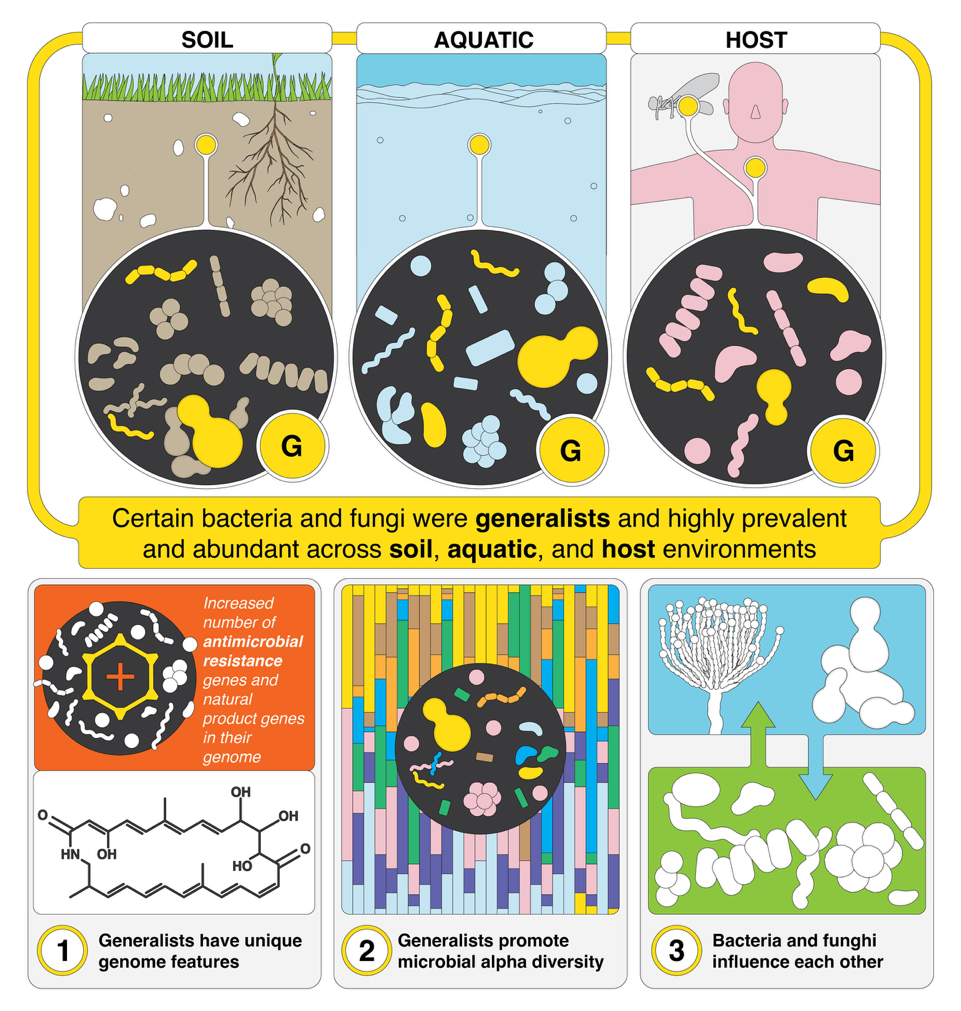 SOIL
AQUATIC
HOST
G
G
G
Certain bacteria and fungi were generalists and highly prevalent
and abundant across soil, aquatic, and host environments
Increased
number of
antimicrobial
resistance
genes and
natural
product genes
in their
genome
OH
O
OH
HN
OH
HO
O
1
Generalists have unique
genome features
2
Generalists promote
microbial alpha diversity
3
Bacteria and funghi
influence each other